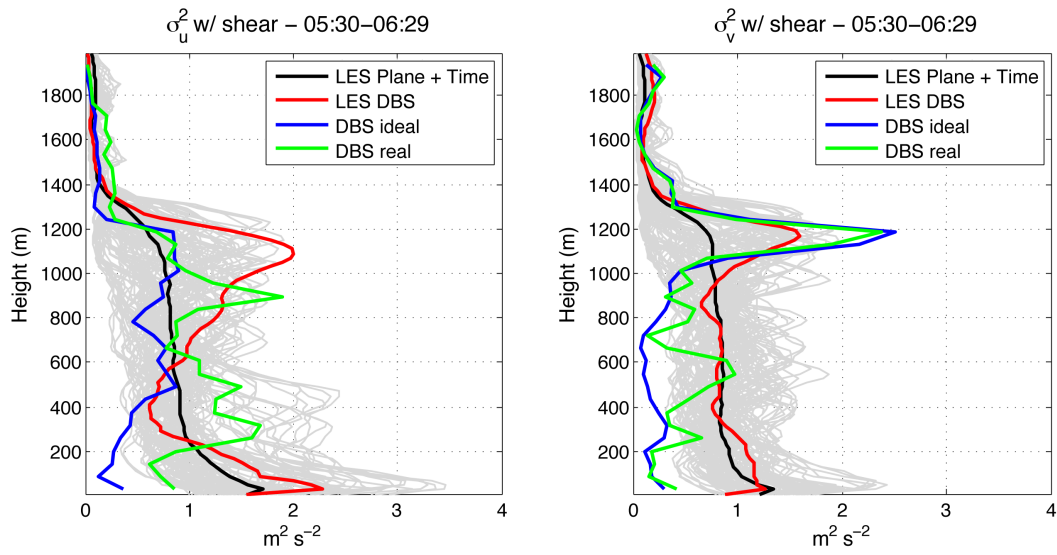 σ²ᵤ w/ shear − 05:30−06:29
LES Plane + Time
LES DBS
DBS ideal
DBS real
Height (m)
1800
1600
1400
1200
1000
800
600
400
200
0
1
2
3
4
m² s⁻²
σ²ᵥ w/ shear − 05:30−06:29
LES Plane + Time
LES DBS
DBS ideal
DBS real
Height (m)
1800
1600
1400
1200
1000
800
600
400
200
0
1
2
3
4
m² s⁻²